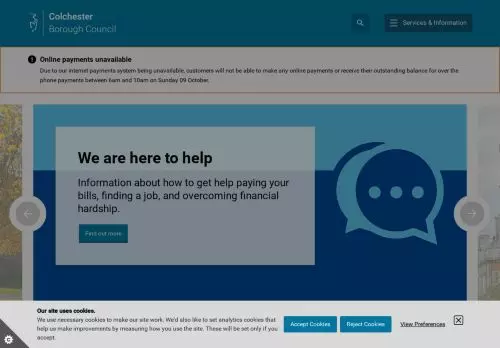 Colchester
Borough Council
Services & Information
Online payments unavailable
Due to our internet payments system being unavailable, customers will not be able to make any online payments or receive their outstanding balance for over
the phone payments between 6am and 10am on Sunday 09 October.
We are here to help
Information about how to get help paying your
bills, finding a job, and overcoming financial
hardship.
Find out more
Our site uses cookies.
We use necessary cookies to make our site work. We'd also like to set analytics cookies that
help us make improvements by measuring how you use the site. These will be set only if you
accept.
Accept Cookies
Reject Cookies
View Preferences